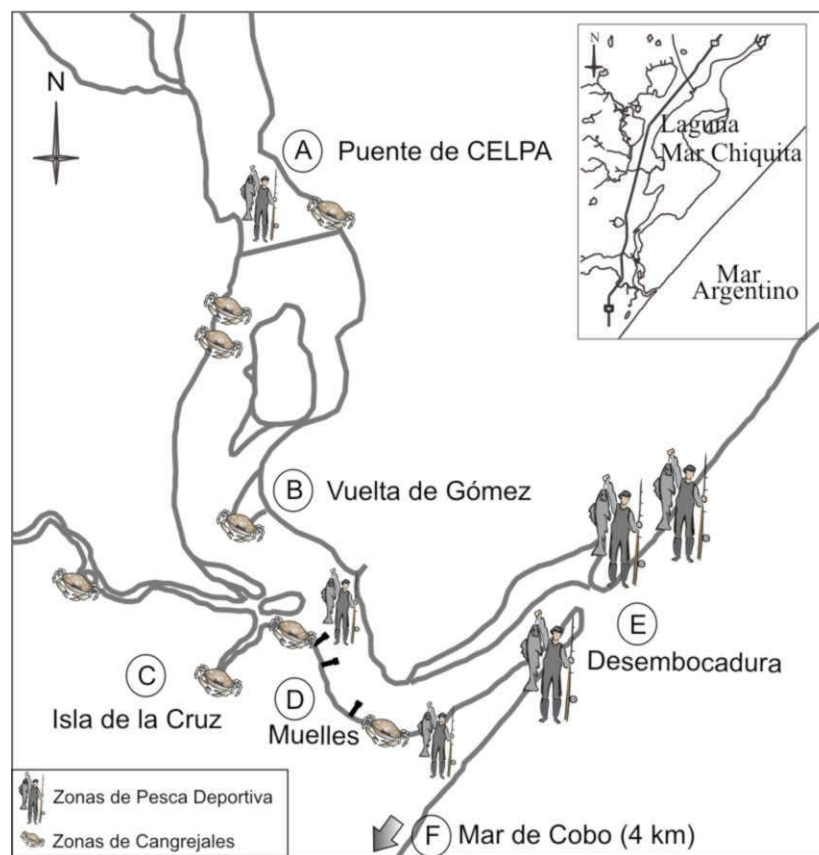 N
A Puente de CELPA
N
Laguna
Mar Chiquita
Mar
Argentino
B Vuelta de Gómez
C
Isla de la Cruz
D
Muelles
E
Desembocadura
Zonas de Pesca Deportiva
Zonas de Cangrejales
F Mar de Cobo (4 km)